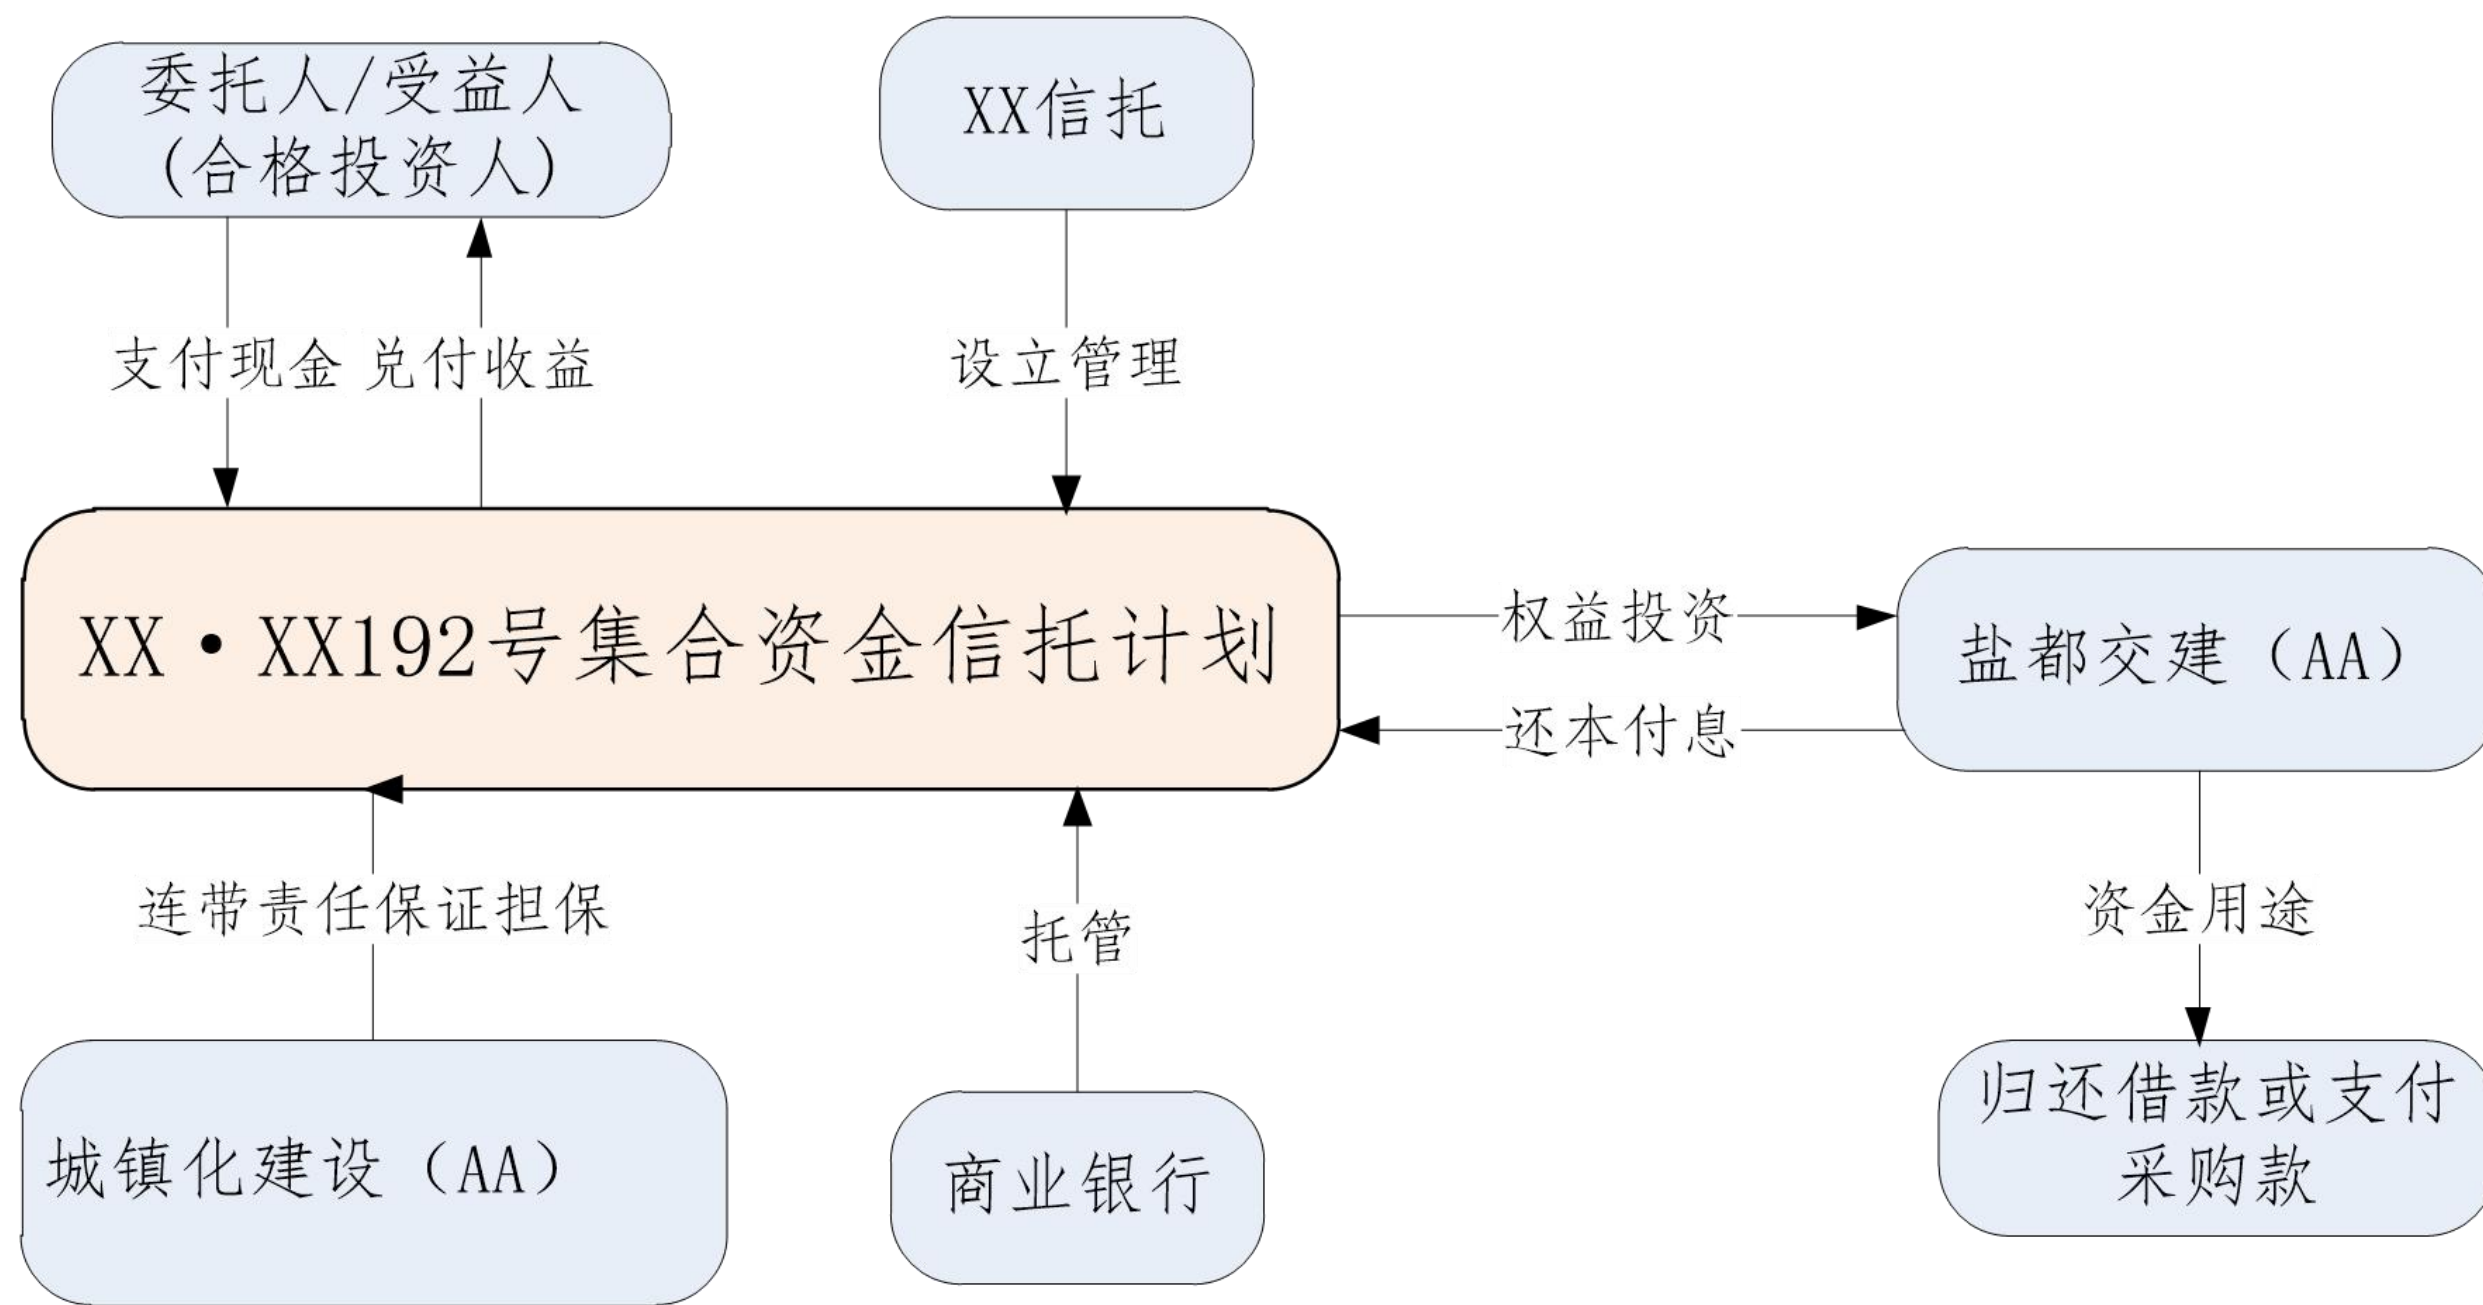 委托人/受益人
(合格投资人)
XX信托
支付现金
兑付收益
设立管理
XX·XX192号集合资金信托计划
权益投资
盐都交建（AA）
还本付息
连带责任保证担保
托管
资金用途
城镇化建设（AA）
商业银行
归还借款或支付
采购款